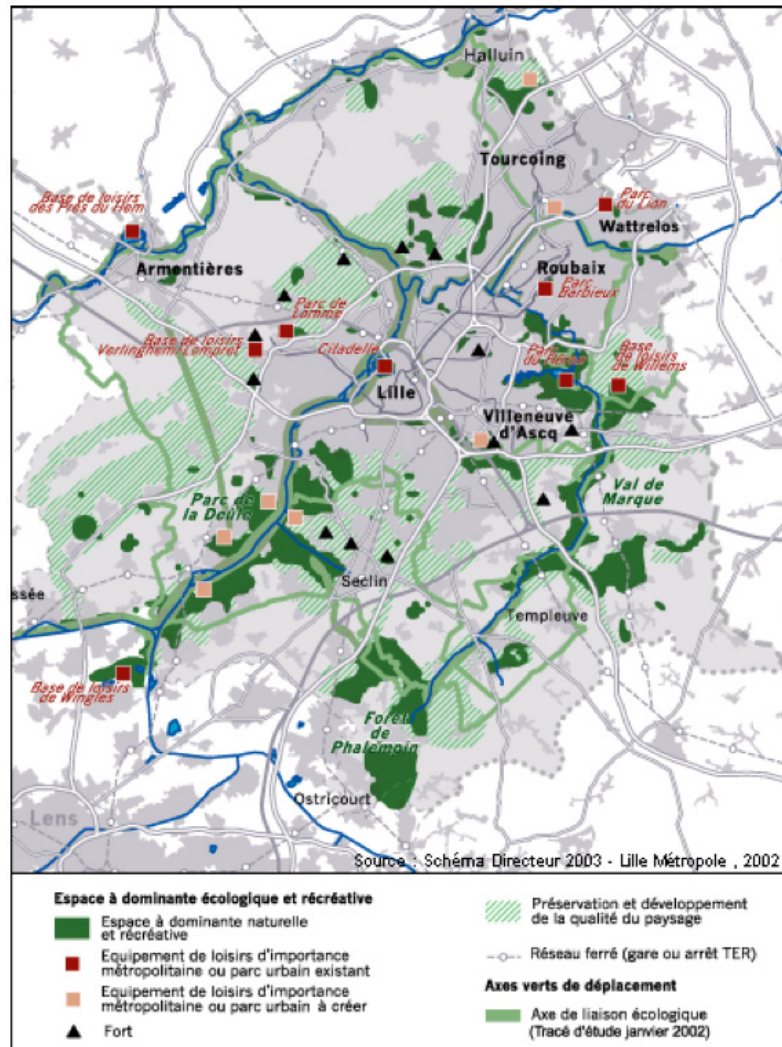 Halluin
Tourcoing
Base de loisirs
des Prés du Hem
Parc
du Lion
Wattrelos
Armentières
Roubaix
Parc
Barbieux
Parc de
Lomme
Base de loisirs
Verlinghem/Lompret
Citadelle
Parc
Base
de loisirs
de Willems
Lille
Villeneuve
d'Ascq
Parc de
la Deûle
Val de
Marque
Seclin
ssée
Templeuve
Base de loisirs
de Wingles
Forêt
de
Phalempin
Ostricourt
Lens
Source : Schéma Directeur 2003 - Lille Métropole , 2002
Espace à dominante écologique et récréative
Espace à dominante naturelle
et récréative
Equipement de loisirs d'importance
métropolitaine ou parc urbain existant
Equipement de loisirs d'importance
métropolitaine ou parc urbain à créer
Fort
Préservation et développement
de la qualité du paysage
Réseau ferré (gare ou arrêt TER)
Axes verts de déplacement
Axe de liaison écologique
(Tracé d'étude janvier 2002)